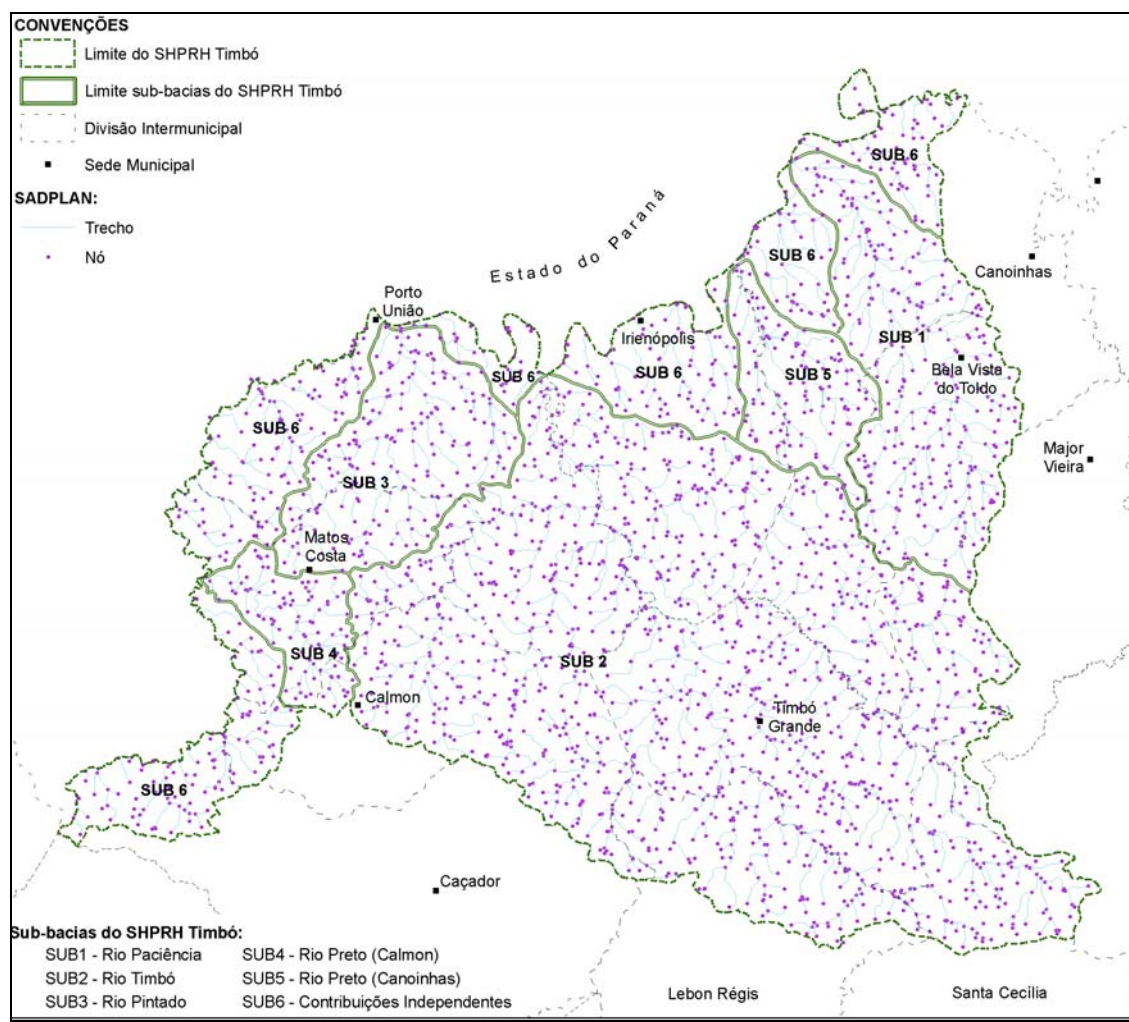 CONVENÇÕES
Limite do SHPRH Timbó
Limite sub-bacias do SHPRH Timbó
Divisão Intermunicipal
Sede Municipal
SADPLAN:
Trecho
Nó
Estado do Paraná
SUB 6
SUB 6
Canoinhas
Porto
União
Irienópolis
SUB 1
SUB 6
SUB 6
SUB 5
Bela Vista
do Toldo
SUB 6
Major
Vieira
SUB 3
Matos
Costa
SUB 4
SUB 2
Calmon
Timbó
Grande
SUB 6
Caçador
Sub-bacias do SHPRH Timbó:
SUB1 - Rio Paciência
SUB2 - Rio Timbó
SUB3 - Rio Pintado
SUB4 - Rio Preto (Calmon)
SUB5 - Rio Preto (Canoinhas)
SUB6 - Contribuições Independentes
Lebon Régis
Santa Cecília